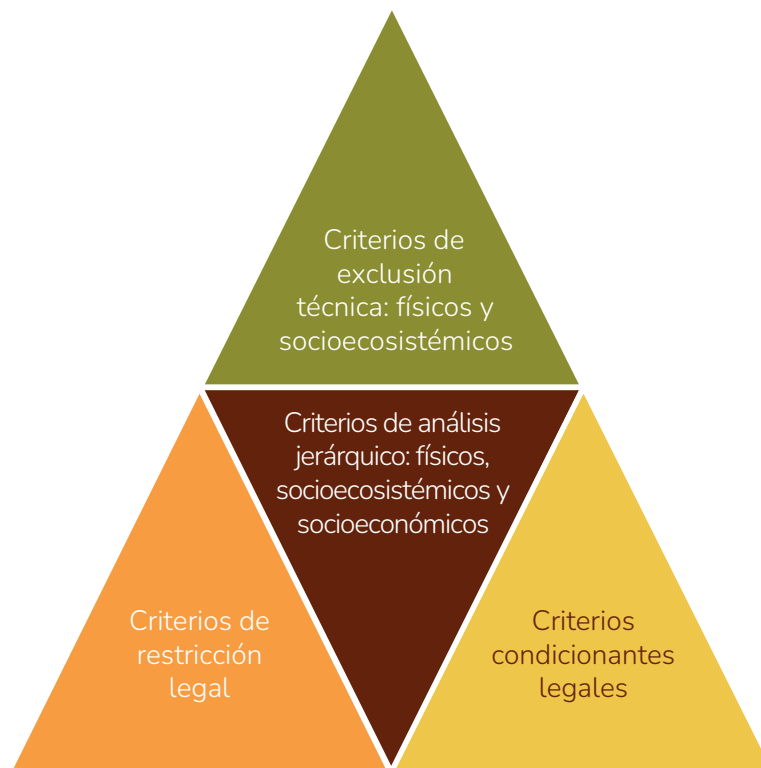 Criterios de
exclusión
técnica: físicos y
socioecosistémicos
Criterios de análisis
jerárquico: físicos,
socioecosistémicos y
socioeconómicos
Criterios de
restricción
legal
Criterios
condicionantes
legales